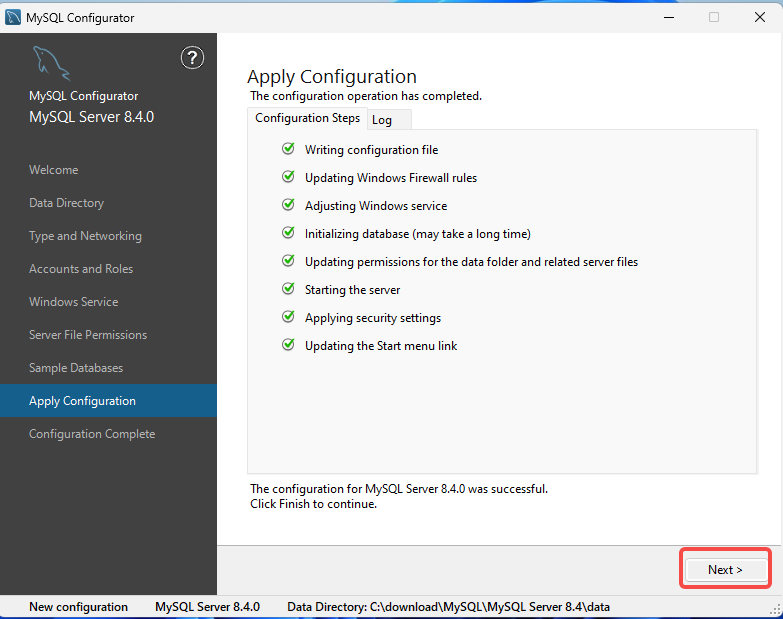 MySQL Configurator
?
MySQL Configurator
MySQL Server 8.4.0
Welcome
Data Directory
Type and Networking
Accounts and Roles
Windows Service
Server File Permissions
Sample Databases
Apply Configuration
Configuration Complete
Apply Configuration
The configuration operation has completed.
Configuration Steps Log
Writing configuration file
Updating Windows Firewall rules
Adjusting Windows service
Initializing database (may take a long time)
Updating permissions for the data folder and related server files
Starting the server
Applying security settings
Updating the Start menu link
The configuration for MySQL Server 8.4.0 was successful.
Click Finish to continue.
Next >
New configuration MySQL Server 8.4.0 Data Directory: C:\download\MySQL\MySQL Server 8.4\data